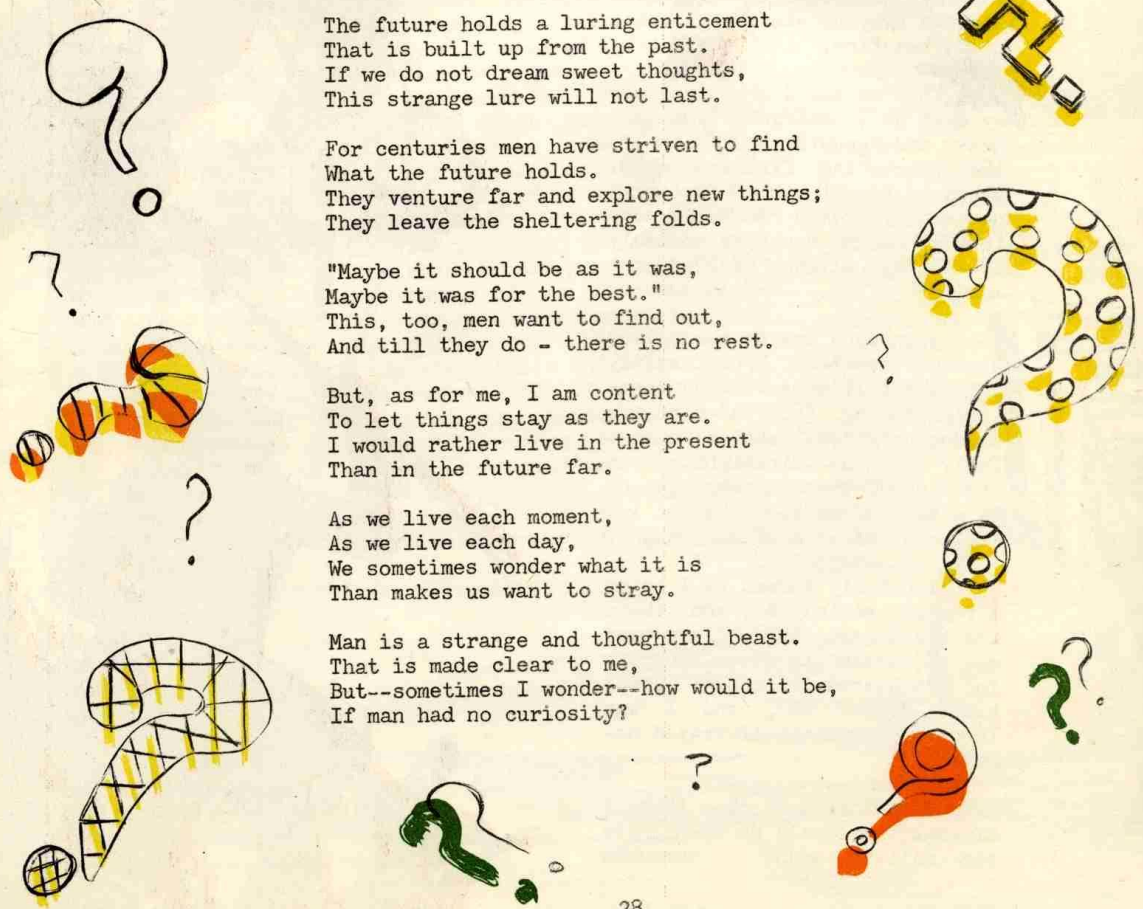 The future holds a luring enticement
That is built up from the past.
If we do not dream sweet thoughts,
This strange lure will not last.

For centuries men have striven to find
What the future holds.
They venture far and explore new things;
They leave the sheltering folds.

"Maybe it should be as it was,
Maybe it was for the best."
This, too, men want to find out,
And till they do - there is no rest.

But, as for me, I am content
To let things stay as they are.
I would rather live in the present
Than in the future far.

As we live each moment,
As we live each day,
We sometimes wonder what it is
Than makes us want to stray.

Man is a strange and thoughtful beast.
That is made clear to me,
But--sometimes I wonder--how would it be,
If man had no curiosity?

28